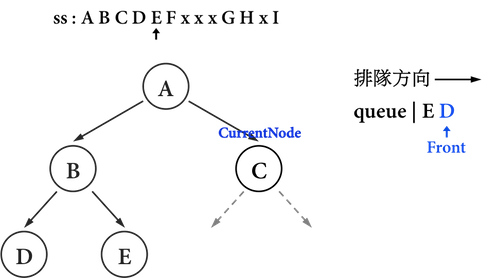 ss : A B C D E F x x x G H x I
A
排隊方向
queue | E D
CurrentNode
Front
B
C
D
E